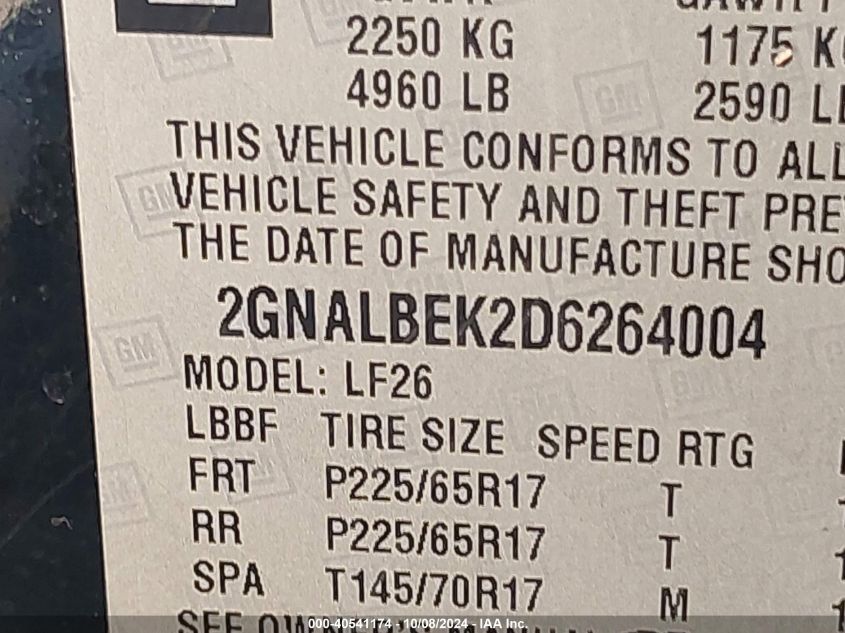 2250 KG 1175 K
4960 LB 2590 L
THIS VEHICLE CONFORMS TO ALL
VEHICLE SAFETY AND THEFT PRE
THE DATE OF MANUFACTURE SHO
2GNALBEK2D6264004
MODEL: LF26
LBBF TIRE SIZE SPEED RTG
FRT P225/65R17 T
RR P225/65R17 T
SPA T145/70R17 M
SEE
000-40541174 - 10/08/2024 - IAA Inc.